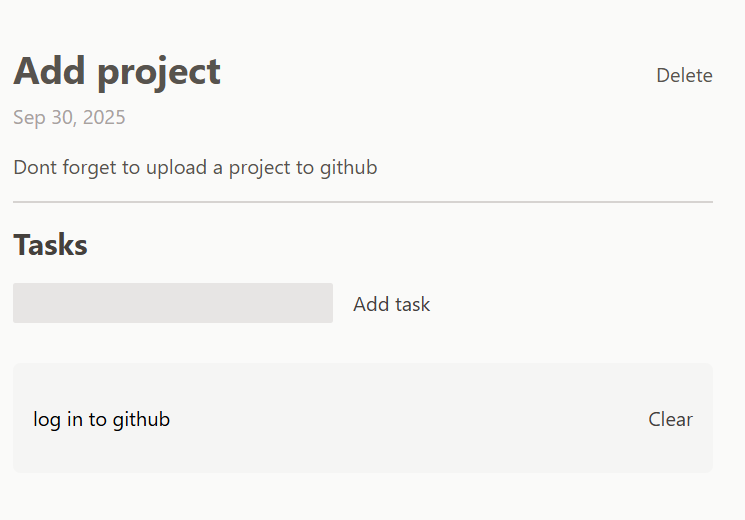 Add project
Delete
Sep 30, 2025
Dont forget to upload a project to github
Tasks
Add task
log in to github
Clear